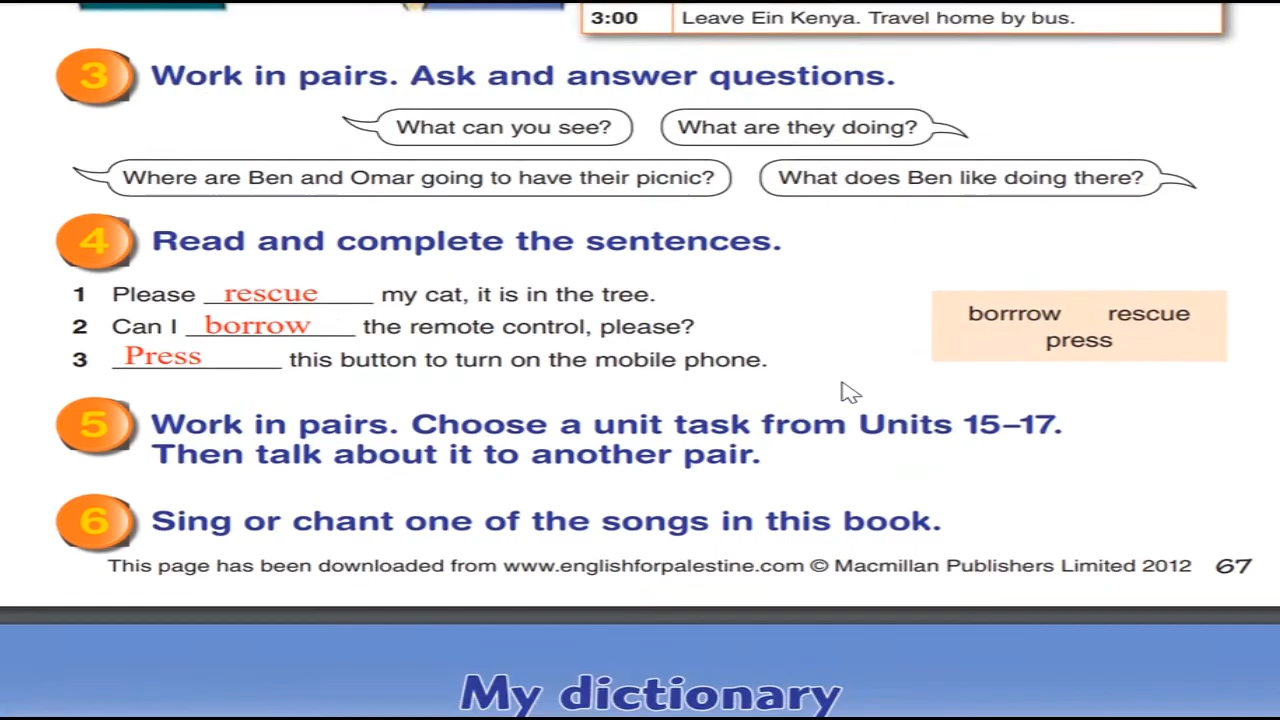 3:00 Leave Ein Kenya. Travel home by bus.
3 Work in pairs. Ask and answer questions.
What can you see? What are they doing?
Where are Ben and Omar going to have their picnic? What does Ben like doing there?
4 Read and complete the sentences.
1 Please rescue my cat, it is in the tree.
2 Can I borrow the remote control, please?
3 Press this button to turn on the mobile phone.
borrrow rescue
press
5 Work in pairs. Choose a unit task from Units 15–17.
Then talk about it to another pair.
6 Sing or chant one of the songs in this book.
This page has been downloaded from www.englishforpalestine.com © Macmillan Publishers Limited 2012 67
My dictionary